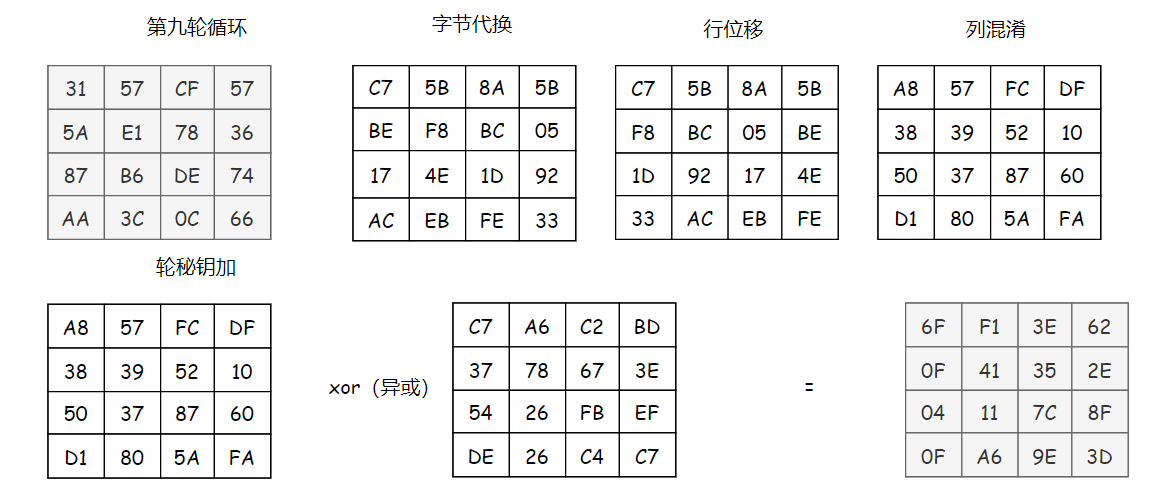 第九轮循环 字节代换 行位移 列混淆
31 57 CF 57 C7 5B 8A 5B C7 5B 8A 5B A8 57 FC DF
5A E1 78 36 BE F8 BC 05 F8 BC 05 BE 38 39 52 10
87 B6 DE 74 17 4E 1D 92 1D 92 17 4E 50 37 87 60
AA 3C 0C 66 AC EB FE 33 33 AC EB FE D1 80 5A FA
轮秘钥加
A8 57 FC DF C7 A6 C2 BD 6F F1 3E 62
38 39 52 10 37 78 67 3E 0F 41 35 2E
xor（异或） =
50 37 87 60 54 26 FB EF 04 11 7C 8F
D1 80 5A FA DE 26 C4 C7 0F A6 9E 3D